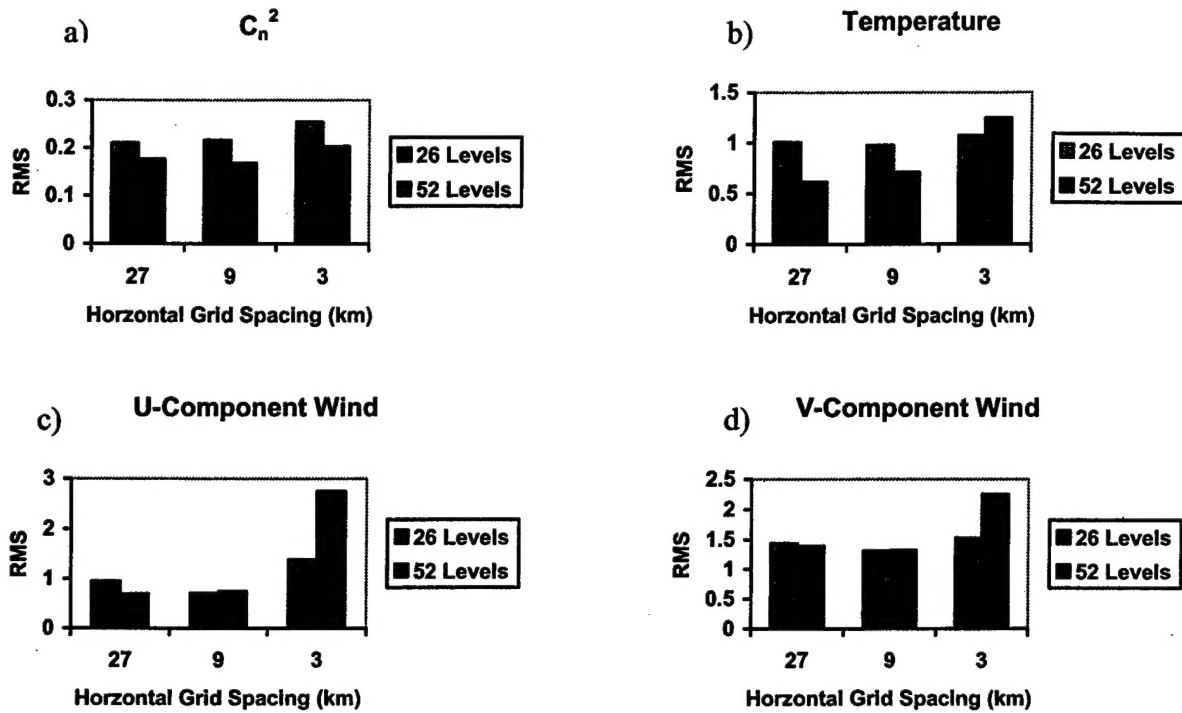 a) Cn²
0.3
0.2
0.1
0
RMS
27 9 3
Horzontal Grid Spacing (km)
26 Levels
52 Levels
b) Temperature
1.5
1
0.5
0
RMS
27 9 3
Horzontal Grid Spacing (km)
26 Levels
52 Levels
c) U-Component Wind
3
2
1
0
RMS
27 9 3
Horzontal Grid Spacing (km)
26 Levels
52 Levels
d) V-Component Wind
2.5
2
1.5
1
0.5
0
RMS
27 9 3
Horzontal Grid Spacing (km)
26 Levels
52 Levels